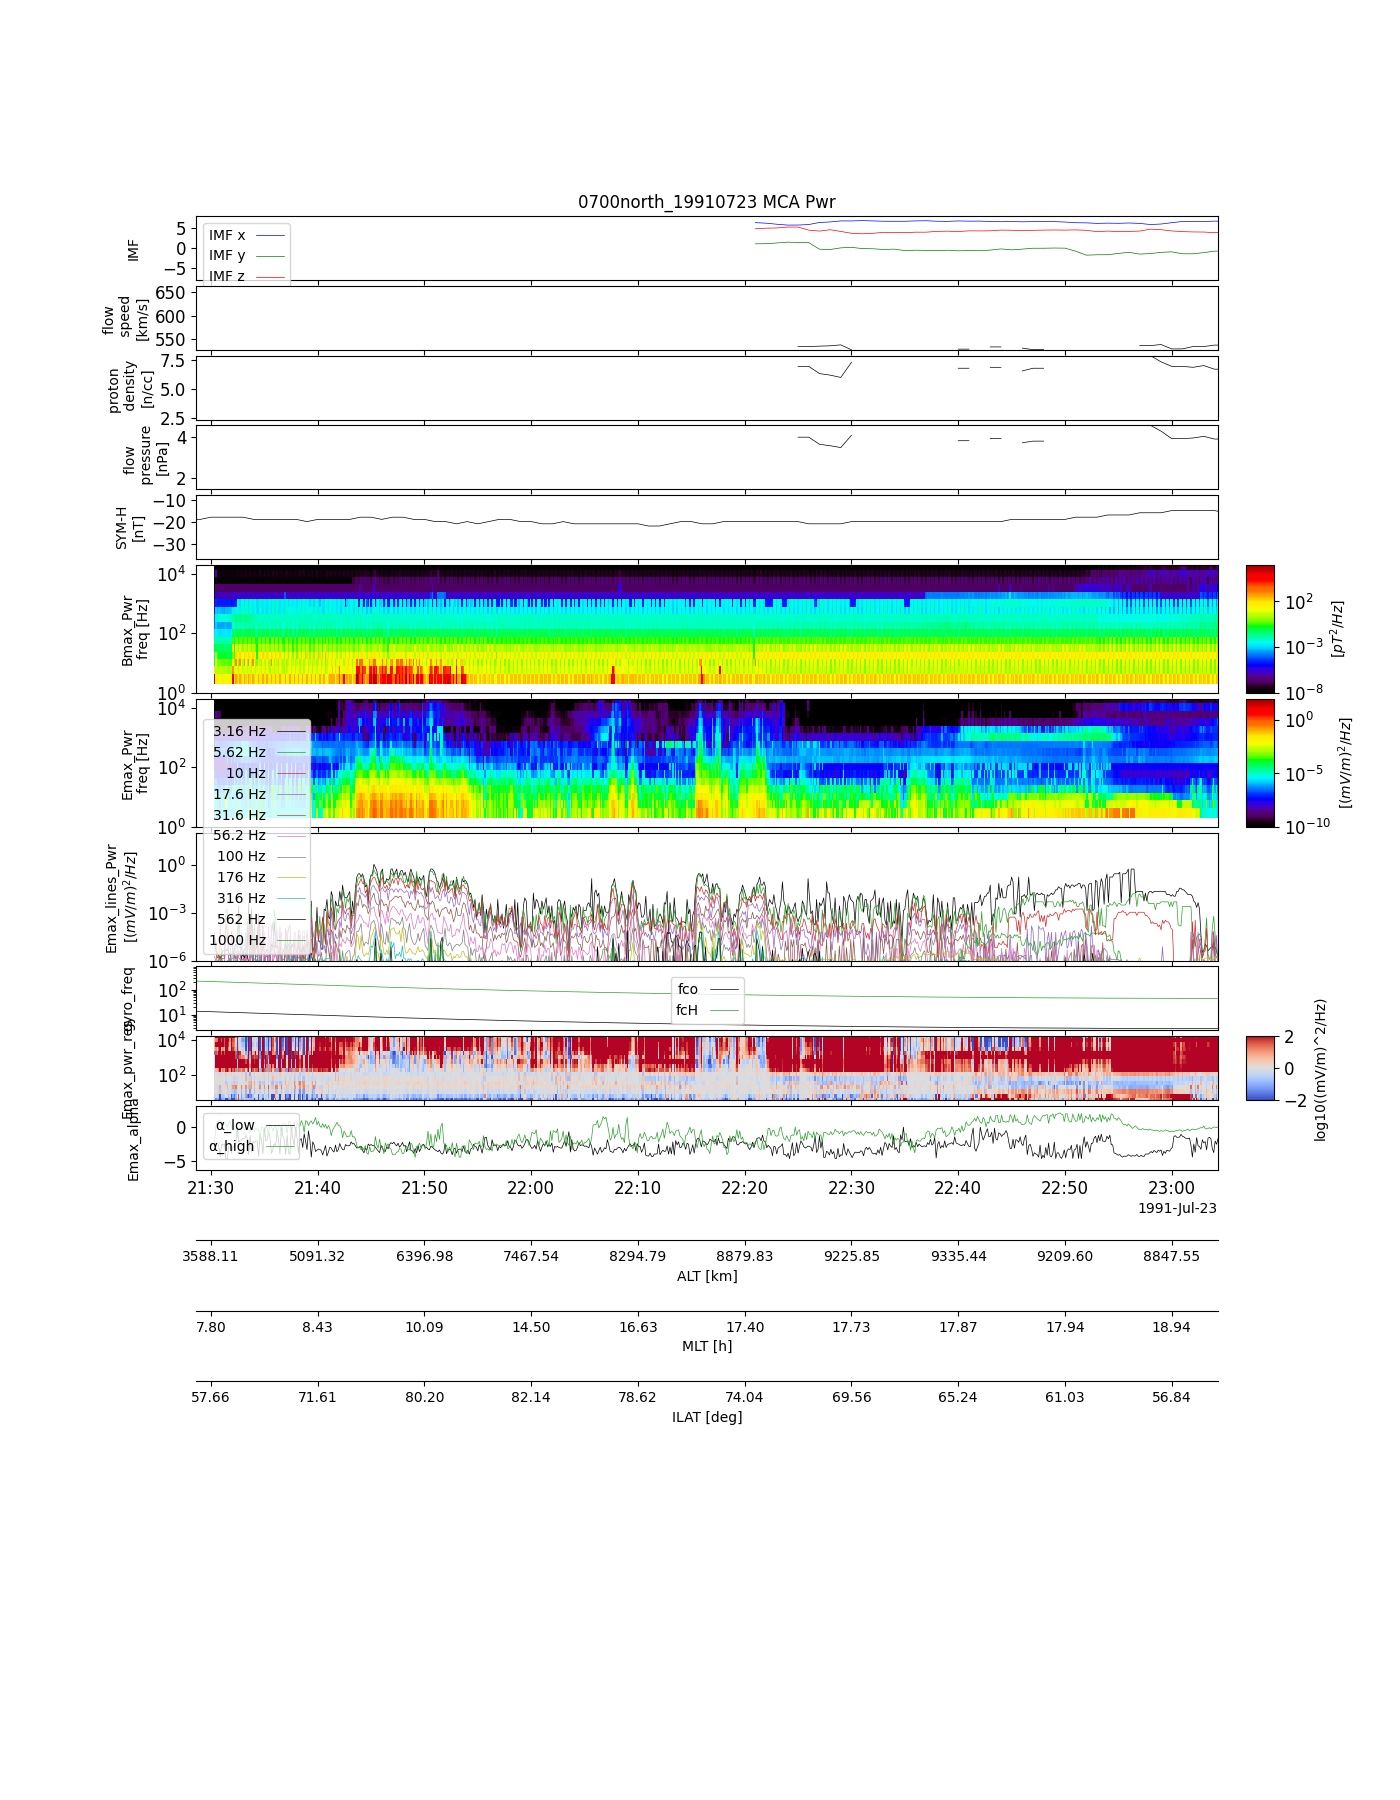 0700north_19910723 MCA Pwr
IMF
5
0
−5
IMF x
IMF y
IMF z
flow
speed
[km/s]
650
600
550
proton
density
[n/cc]
7.5
5.0
2.5
flow
pressure
[nPa]
4
2
SYM-H
[nT]
−10
−20
−30
Bmax_Pwr
freq [Hz]
10^4
10^2
10^0
10^2
10^-3
10^-8
[pT^2/Hz]
Emax_Pwr
freq [Hz]
10^4
10^2
10^0
10^0
10^-5
10^-10
[(mV/m)^2/Hz]
3.16 Hz
5.62 Hz
10 Hz
17.6 Hz
31.6 Hz
56.2 Hz
100 Hz
176 Hz
316 Hz
562 Hz
1000 Hz
Emax_lines_Pwr
[(mV/m)^2/Hz]
10^0
10^-3
10^-6
gyro_freq
10^2
10^1
fco
fcH
Emax_pwr_reg
10^4
10^2
2
0
−2
log10((mV/m)^2/Hz)
Emax_alpha
0
−5
α_low
α_high
21:30 21:40 21:50 22:00 22:10 22:20 22:30 22:40 22:50 23:00
1991-Jul-23
3588.11 5091.32 6396.98 7467.54 8294.79 8879.83 9225.85 9335.44 9209.60 8847.55
ALT [km]
7.80 8.43 10.09 14.50 16.63 17.40 17.73 17.87 17.94 18.94
MLT [h]
57.66 71.61 80.20 82.14 78.62 74.04 69.56 65.24 61.03 56.84
ILAT [deg]